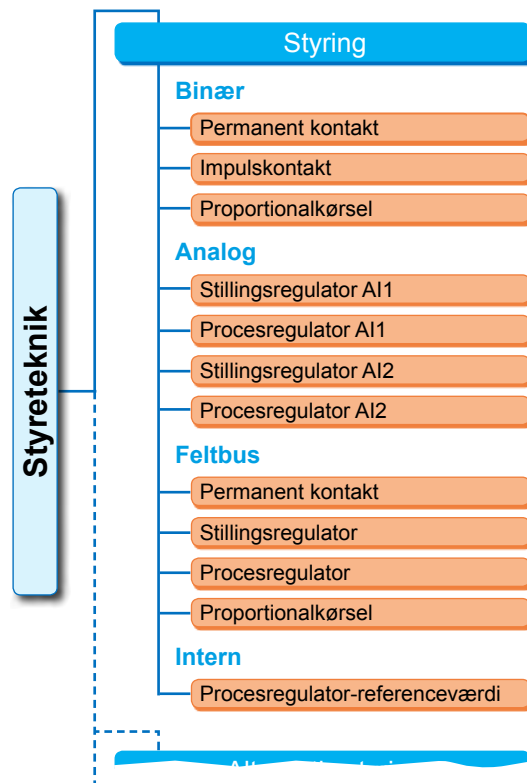 Styreteknik
Styring
Binær
Permanent kontakt
Impulskontakt
Proportionalkørsel
Analog
Stillingsregulator AI1
Procesregulator AI1
Stillingsregulator AI2
Procesregulator AI2
Feltbus
Permanent kontakt
Stillingsregulator
Procesregulator
Proportionalkørsel
Intern
Procesregulator-referenceværdi